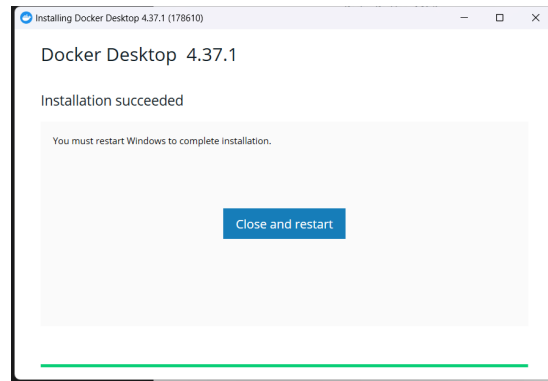 Installing Docker Desktop 4.37.1 (178610)
Docker Desktop 4.37.1
Installation succeeded
You must restart Windows to complete installation.
Close and restart